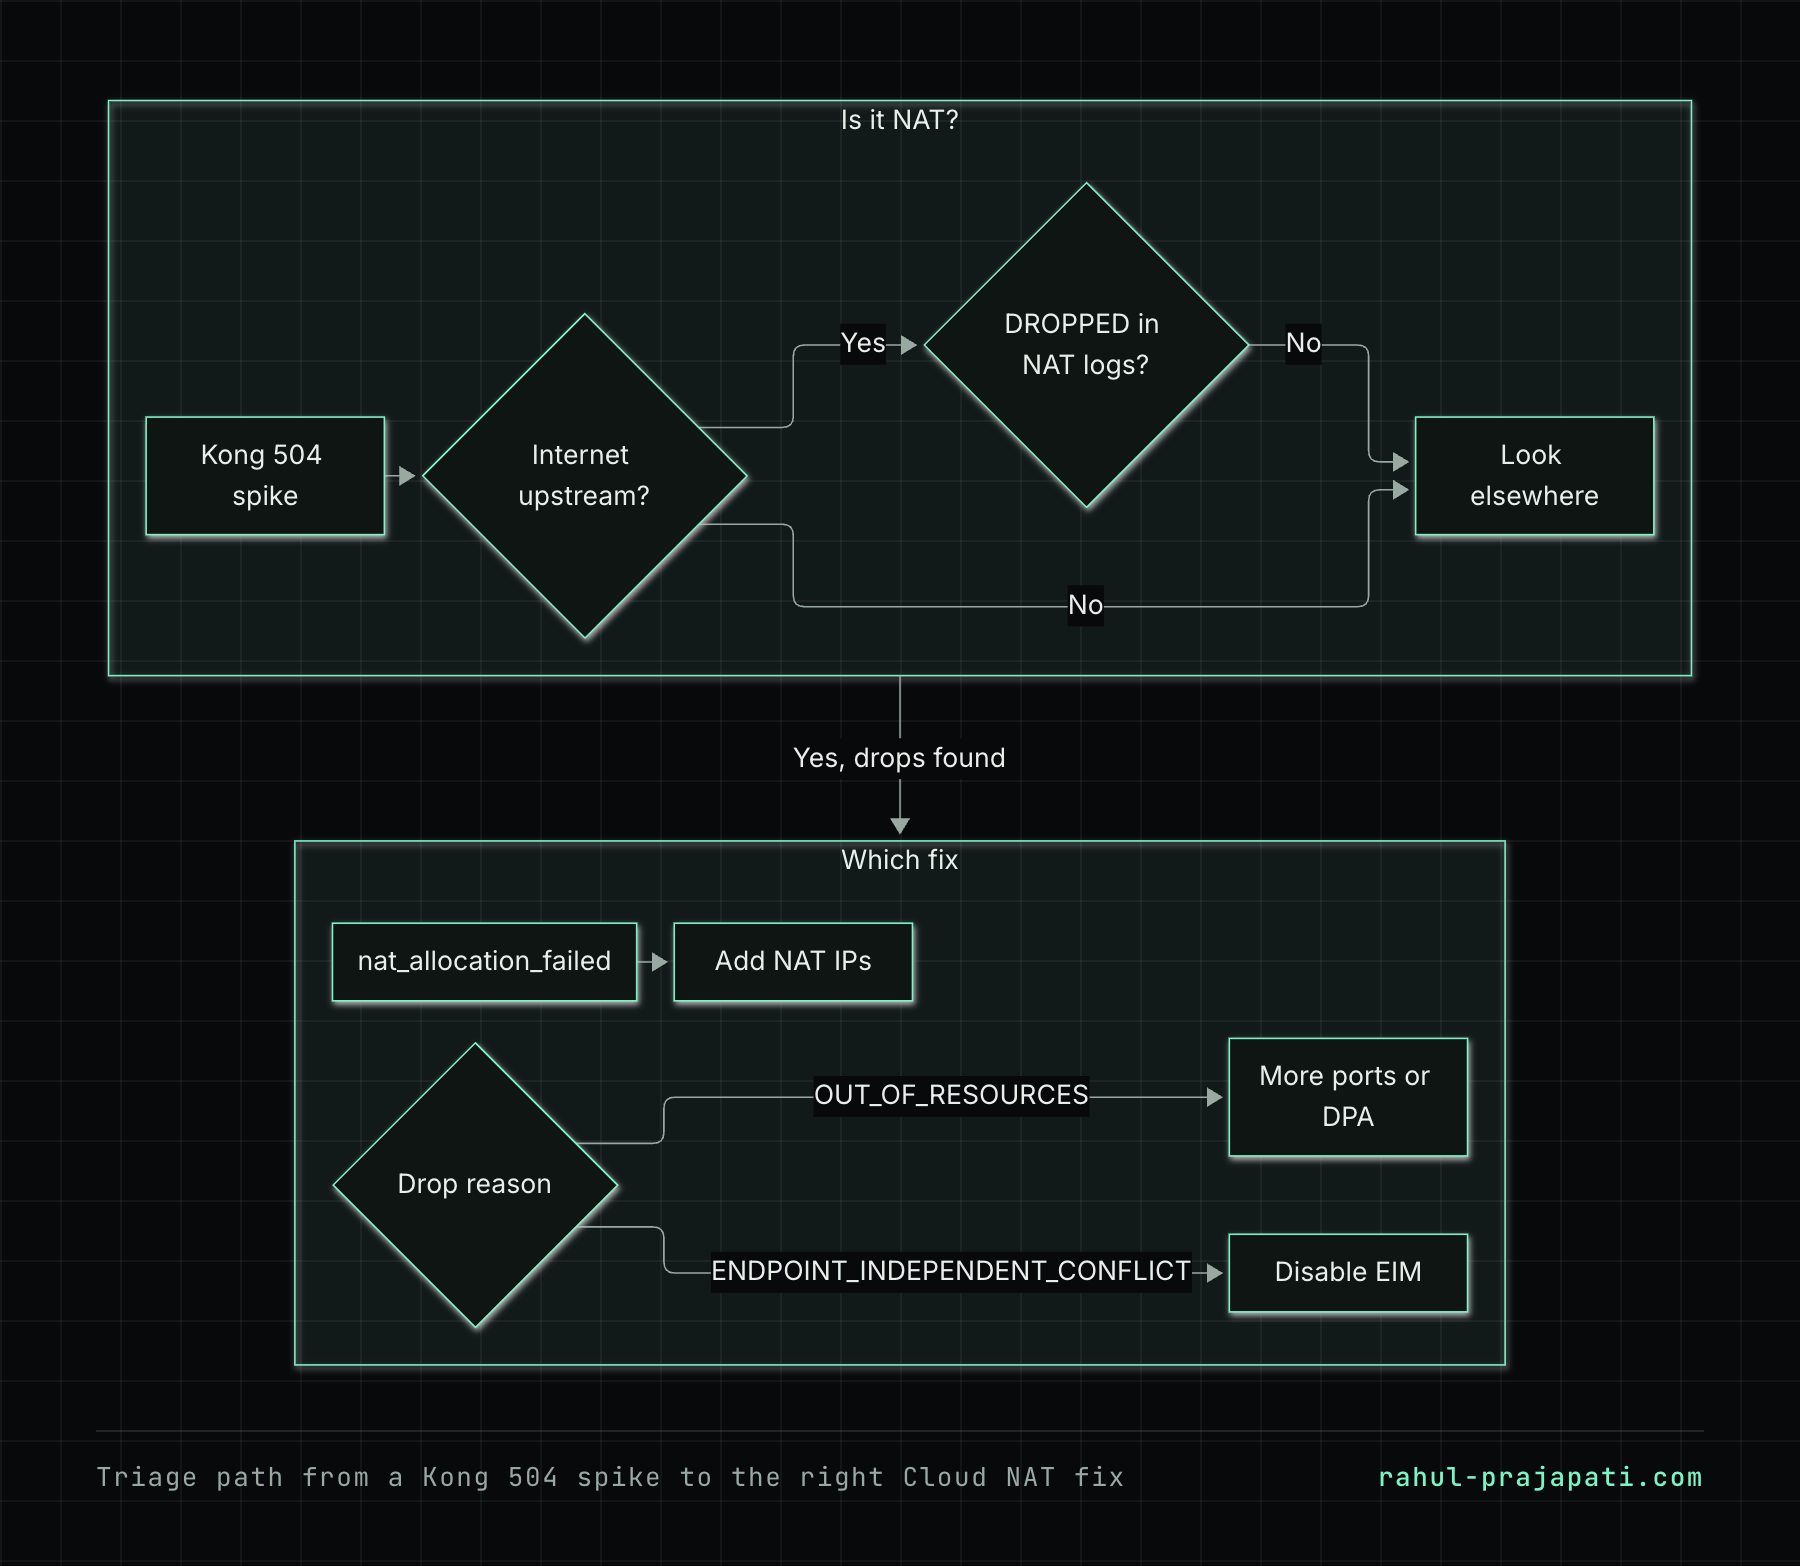 Is it NAT?
DROPPED in
NAT logs?
Yes
No
Kong 504
spike
Internet
upstream?
Look
elsewhere
No
Yes, drops found
Which fix
nat_allocation_failed
Add NAT IPs
OUT_OF_RESOURCES
More ports or
DPA
Drop reason
ENDPOINT_INDEPENDENT_CONFLICT
Disable EIM
Triage path from a Kong 504 spike to the right Cloud NAT fix
rahul-prajapati.com